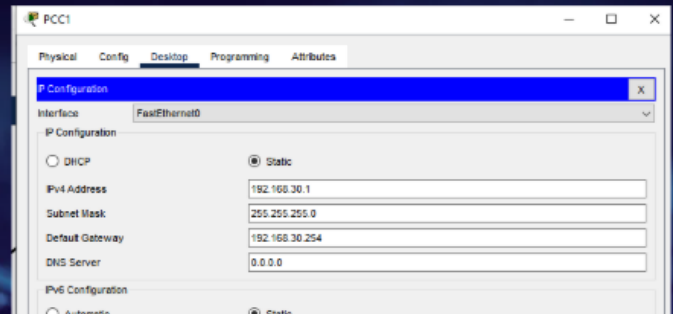 PCC1
Physical Config Desktop Programming Attributes
IP Configuration X
Interface FastEthernet0
IP Configuration
DHCP Static
IPv4 Address 192.168.30.1
Subnet Mask 255.255.255.0
Default Gateway 192.168.30.254
DNS Server 0.0.0.0
IPv6 Configuration
Automatic Static